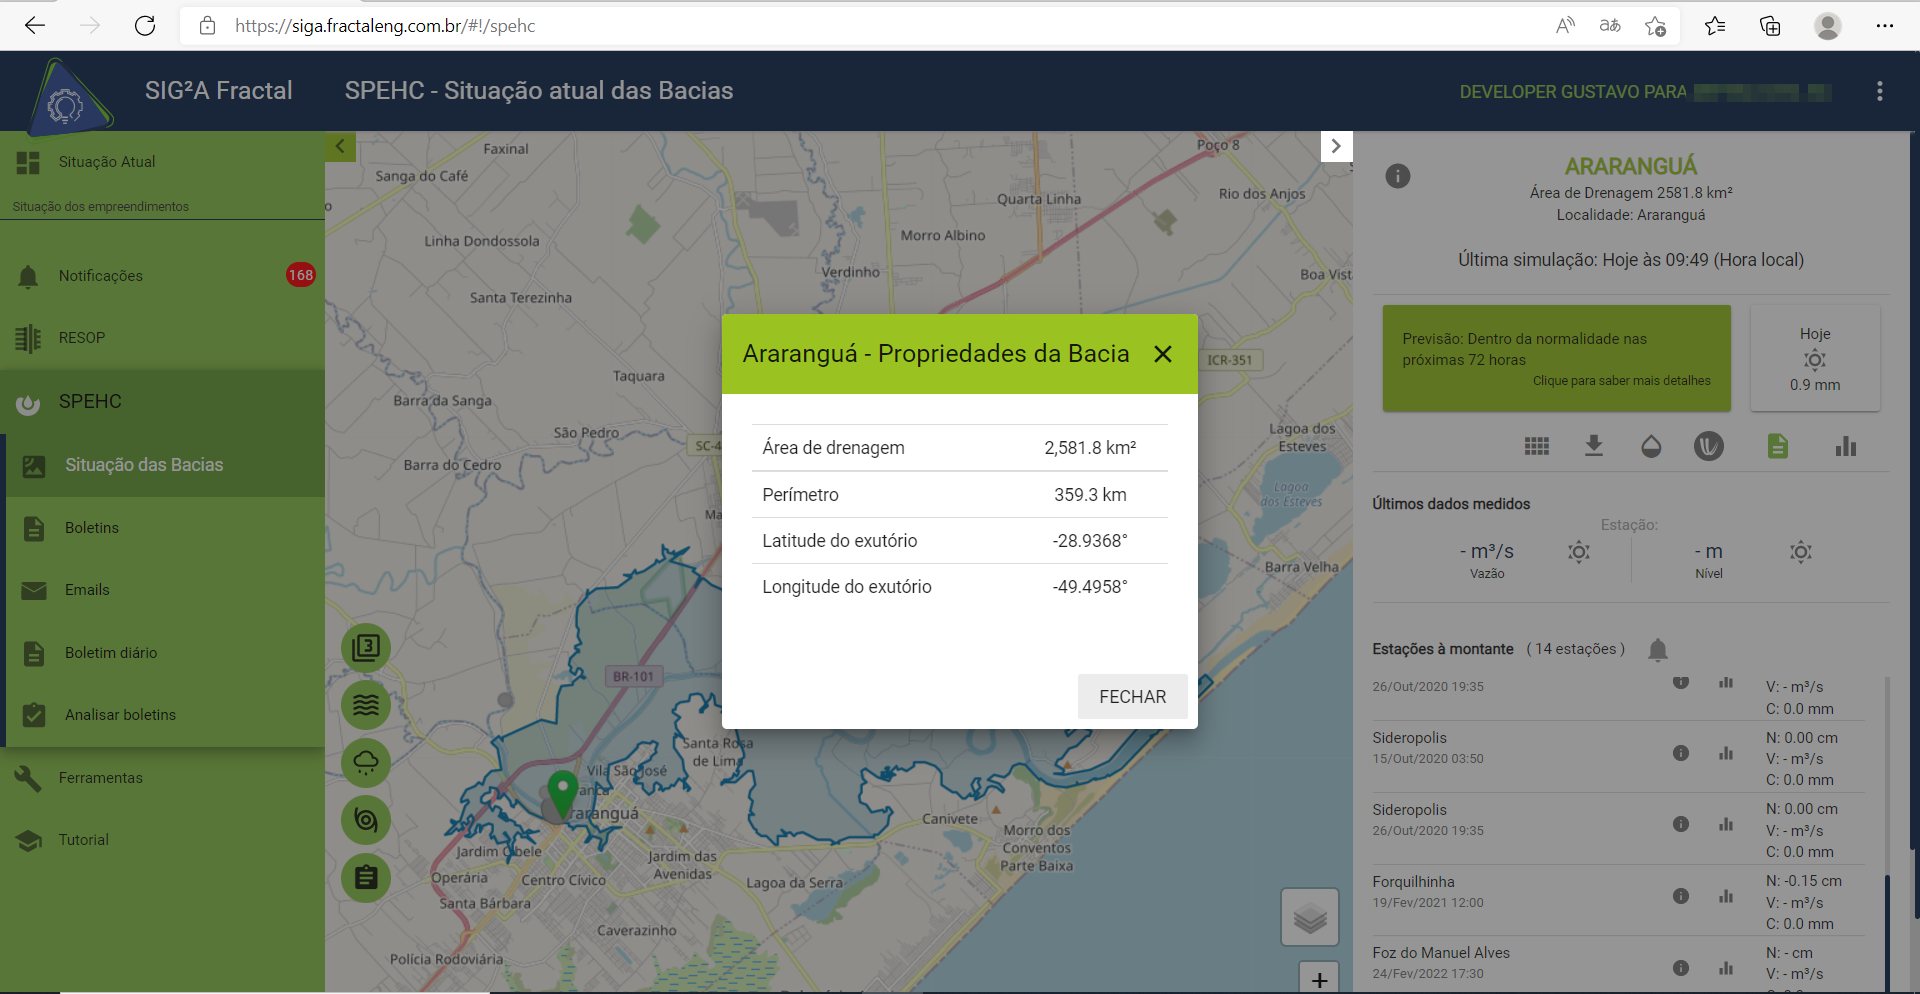 https://siga.fractaleng.com.br/#!/spehc
SIG²A Fractal
SPEHC - Situação atual das Bacias
DEVELOPER GUSTAVO PARA
Situação Atual
Situação dos empreendimentos
Notificações
168
RESOP
SPEHC
Situação das Bacias
Boletins
Emails
Boletim diário
Analisar boletins
Ferramentas
Tutorial
Faxinal
Sanga do Café
Poço 8
Rio dos Anjos
Quarta Linha
Linha Dondossola
Morro Albino
Verdinho
Boa Vist
Santa Terezinha
ICR-351
Taquara
Barra da Sanga
São Pedro
SC-4
Lagoa dos
Esteves
Barra do Cedro
Lagoa
dos Esteves
Ma
Barra Velha
BR-101
3
Santa Rosa
de Lima
Vila São José
raranguá
Canivete
Morro dos
Conventos
Parte Baixa
Jardim das
Avenidas
Operária
Centro Cívico
Lagoa da Serra
Santa Bárbara
Caverazinho
Polícia Rodoviária
+
Araranguá - Propriedades da Bacia
Área de drenagem 2,581.8 km²
Perímetro 359.3 km
Latitude do exutório -28.9368°
Longitude do exutório -49.4958°
FECHAR
ARARANGUÁ
Área de Drenagem 2581.8 km²
Localidade: Araranguá
Última simulação: Hoje às 09:49 (Hora local)
Previsão: Dentro da normalidade nas
próximas 72 horas
Clique para saber mais detalhes
Hoje
0.9 mm
Últimos dados medidos
Estação:
- m³/s
Vazão
- m
Nível
Estações à montante ( 14 estações )
26/Out/2020 19:35
V: - m³/s
C: 0.0 mm
Sideropolis
15/Out/2020 03:50
N: 0.00 cm
V: - m³/s
C: 0.0 mm
Sideropolis
26/Out/2020 19:35
N: 0.00 cm
V: - m³/s
C: 0.0 mm
Forquilhinha
19/Fev/2021 12:00
N: -0.15 cm
V: - m³/s
C: 0.0 mm
Foz do Manuel Alves
24/Fev/2022 17:30
N: - cm
V: - m³/s